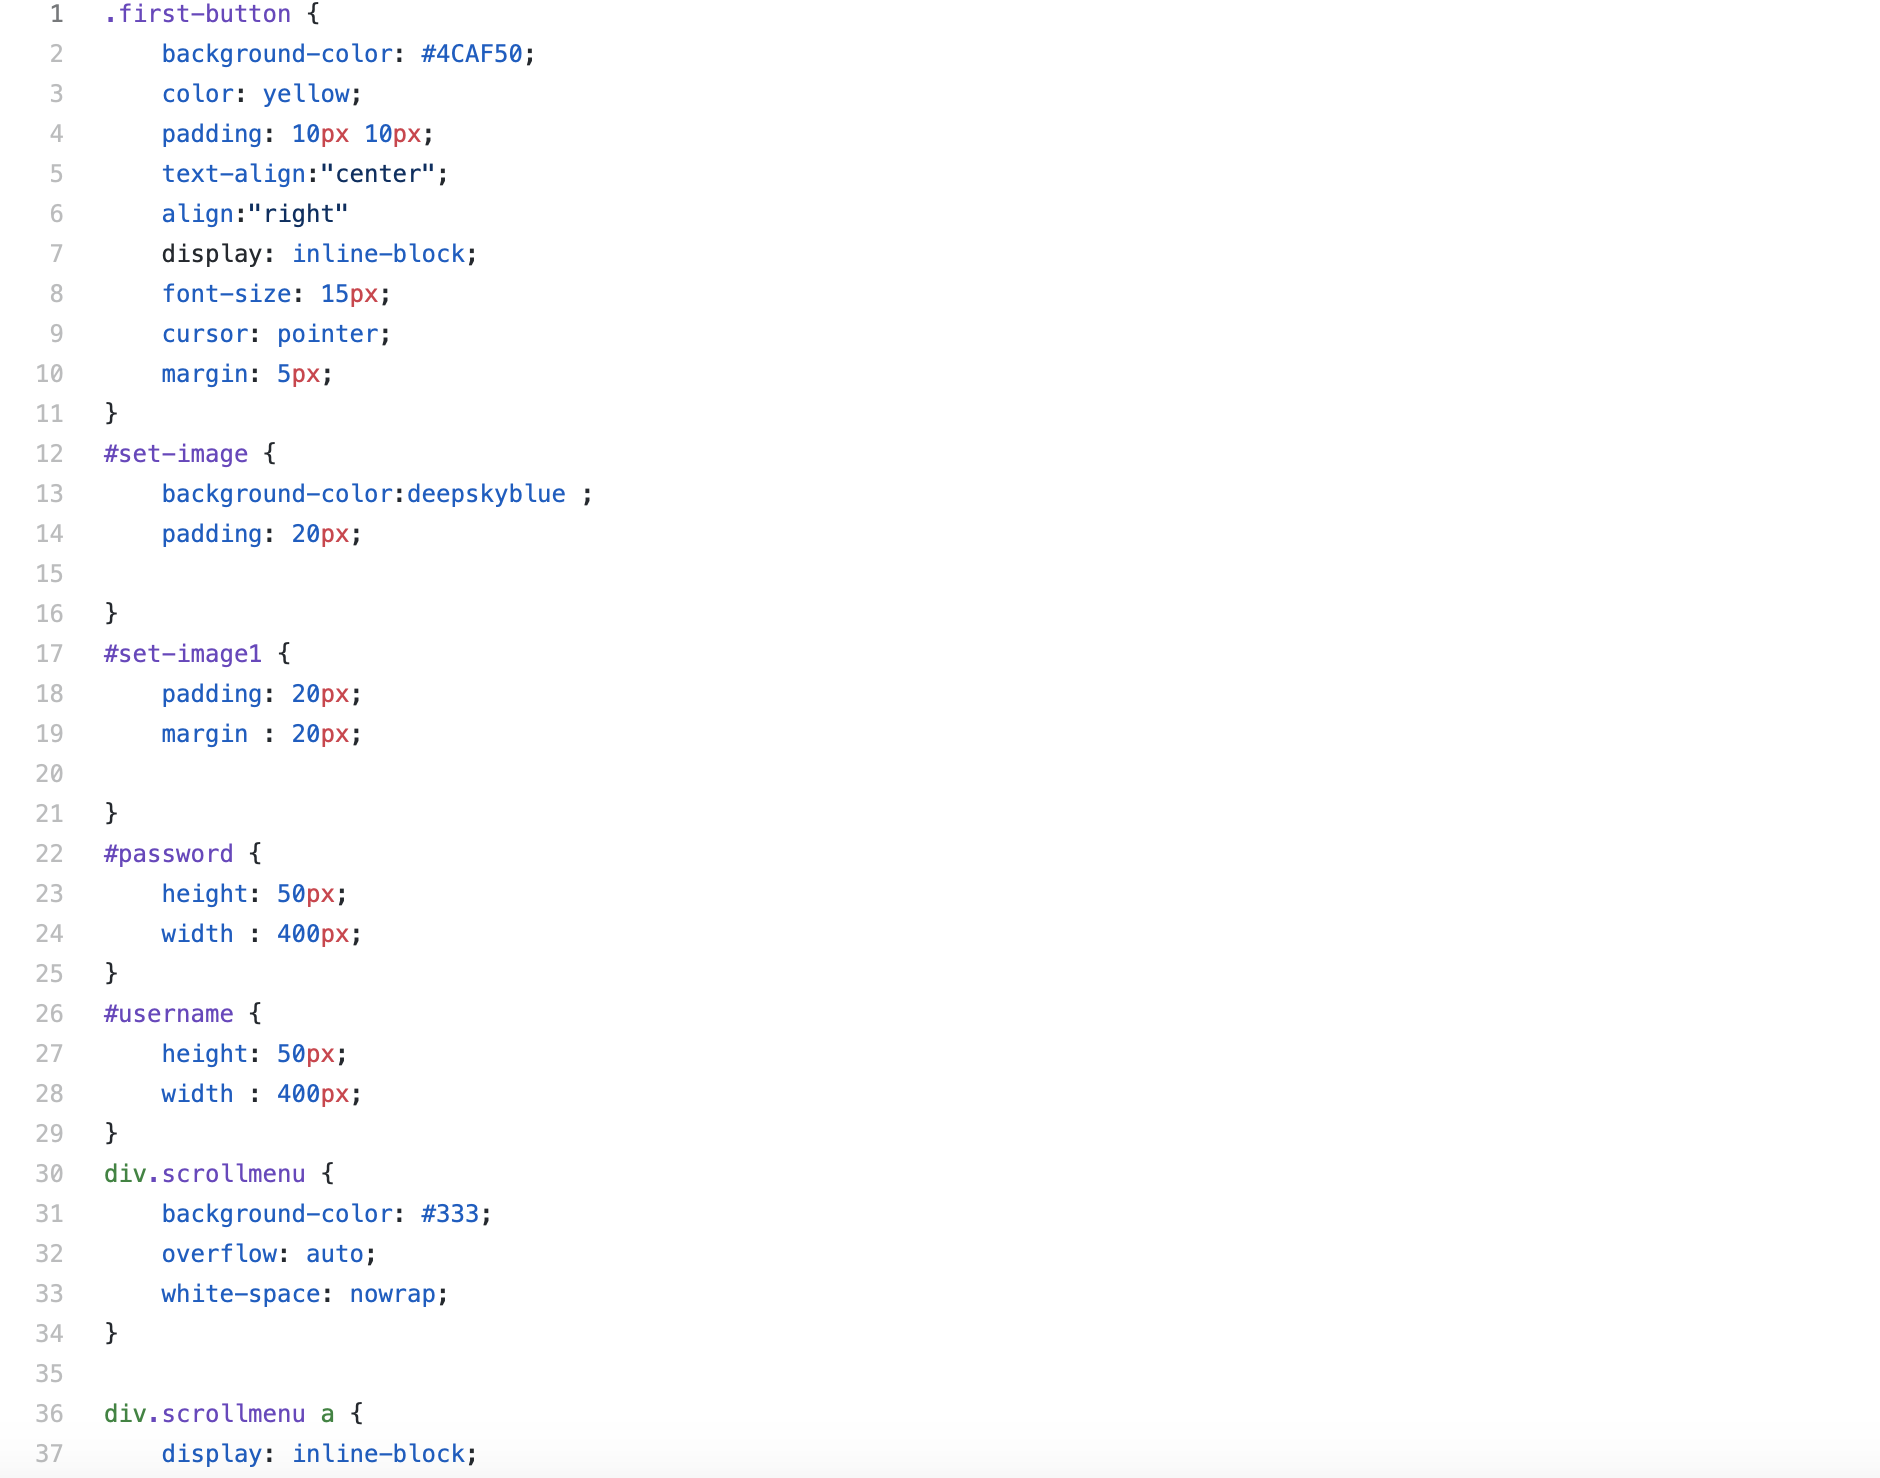 1 .first-button {
2     background-color: #4CAF50;
3     color: yellow;
4     padding: 10px 10px;
5     text-align:"center";
6     align:"right"
7     display: inline-block;
8     font-size: 15px;
9     cursor: pointer;
10     margin: 5px;
11 }
12 #set-image {
13     background-color:deepskyblue ;
14     padding: 20px;
15
16 }
17 #set-image1 {
18     padding: 20px;
19     margin : 20px;
20
21 }
22 #password {
23     height: 50px;
24     width : 400px;
25 }
26 #username {
27     height: 50px;
28     width : 400px;
29 }
30 div.scrollmenu {
31     background-color: #333;
32     overflow: auto;
33     white-space: nowrap;
34 }
35
36 div.scrollmenu a {
37     display: inline-block;